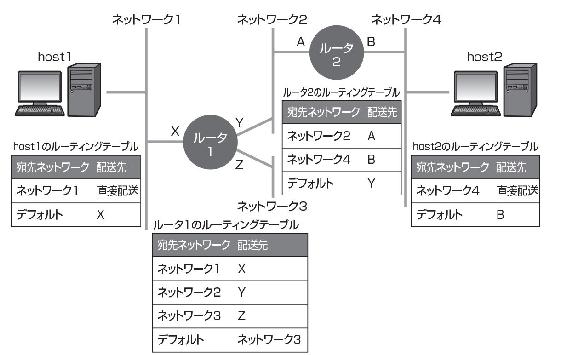 ネットワーク1
ネットワーク2
ネットワーク4
host1
A
ルータ
2
B
host2
ルータ2のルーティングテーブル
宛先ネットワーク 配送先
ネットワーク2 A
ネットワーク4 B
デフォルト Y
X
ルータ
1
Y
Z
host1のルーティングテーブル
宛先ネットワーク 配送先
ネットワーク1 直接配送
デフォルト X
host2のルーティングテーブル
宛先ネットワーク 配送先
ネットワーク4 直接配送
デフォルト B
ネットワーク3
ルータ1のルーティングテーブル
宛先ネットワーク 配送先
ネットワーク1 X
ネットワーク2 Y
ネットワーク3 Z
デフォルト ネットワーク3